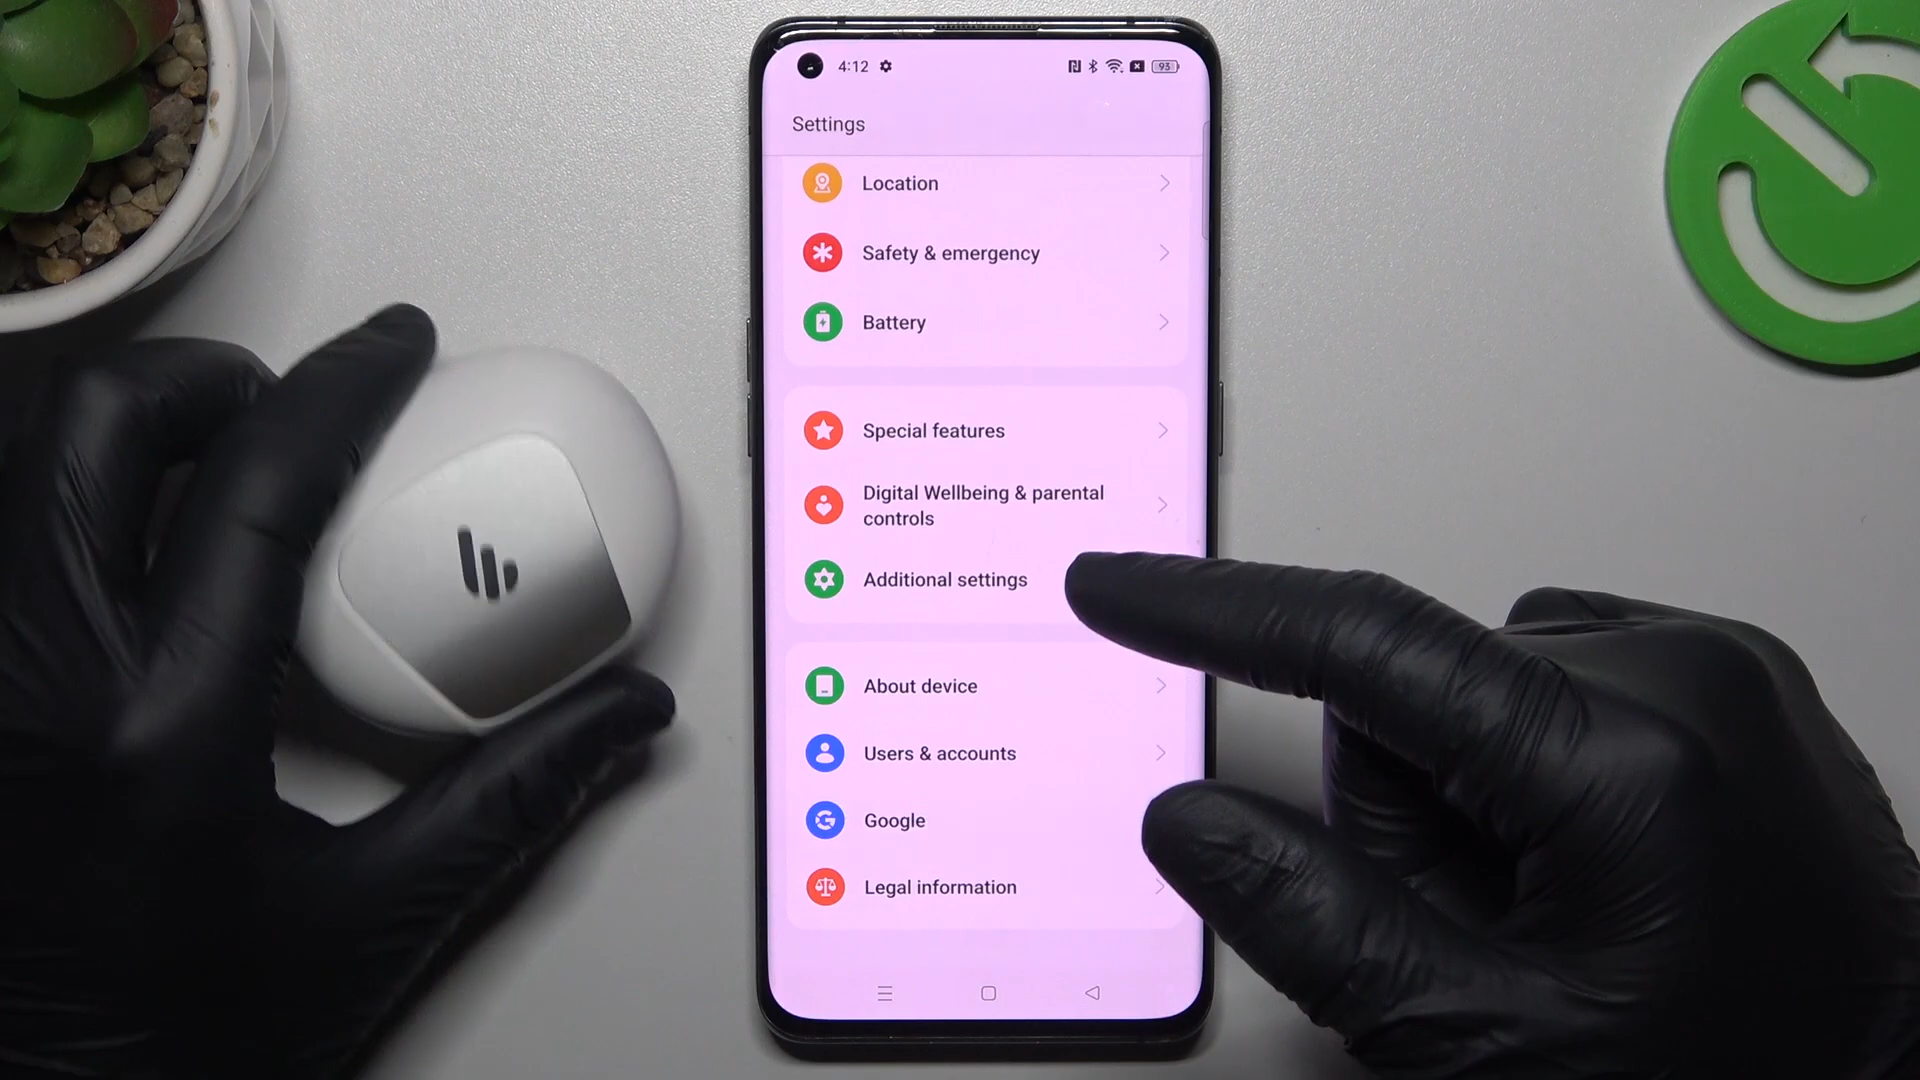 4:12
93
Settings
Location
Safety & emergency
Battery
Special features
Digital Wellbeing & parental
controls
Additional settings
About device
Users & accounts
Google
Legal information